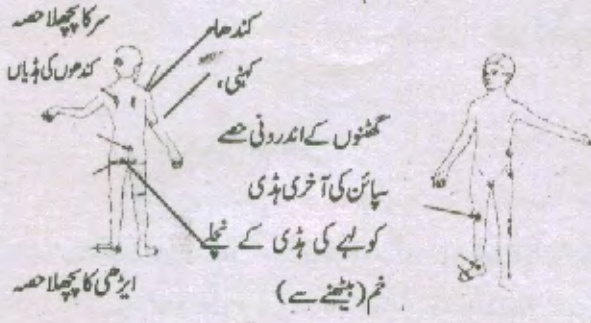 سر کا پچھلا حصہ
کندھا
کندھوں کی ہڈیاں
کہنی،
گھٹنوں کے اندرونی حصے
سپائن کی آخری ہڈی
کولہے کی ہڈی کے نچلے
خم (بیٹھنے سے)
ایڑھی کا پچھلا حصہ